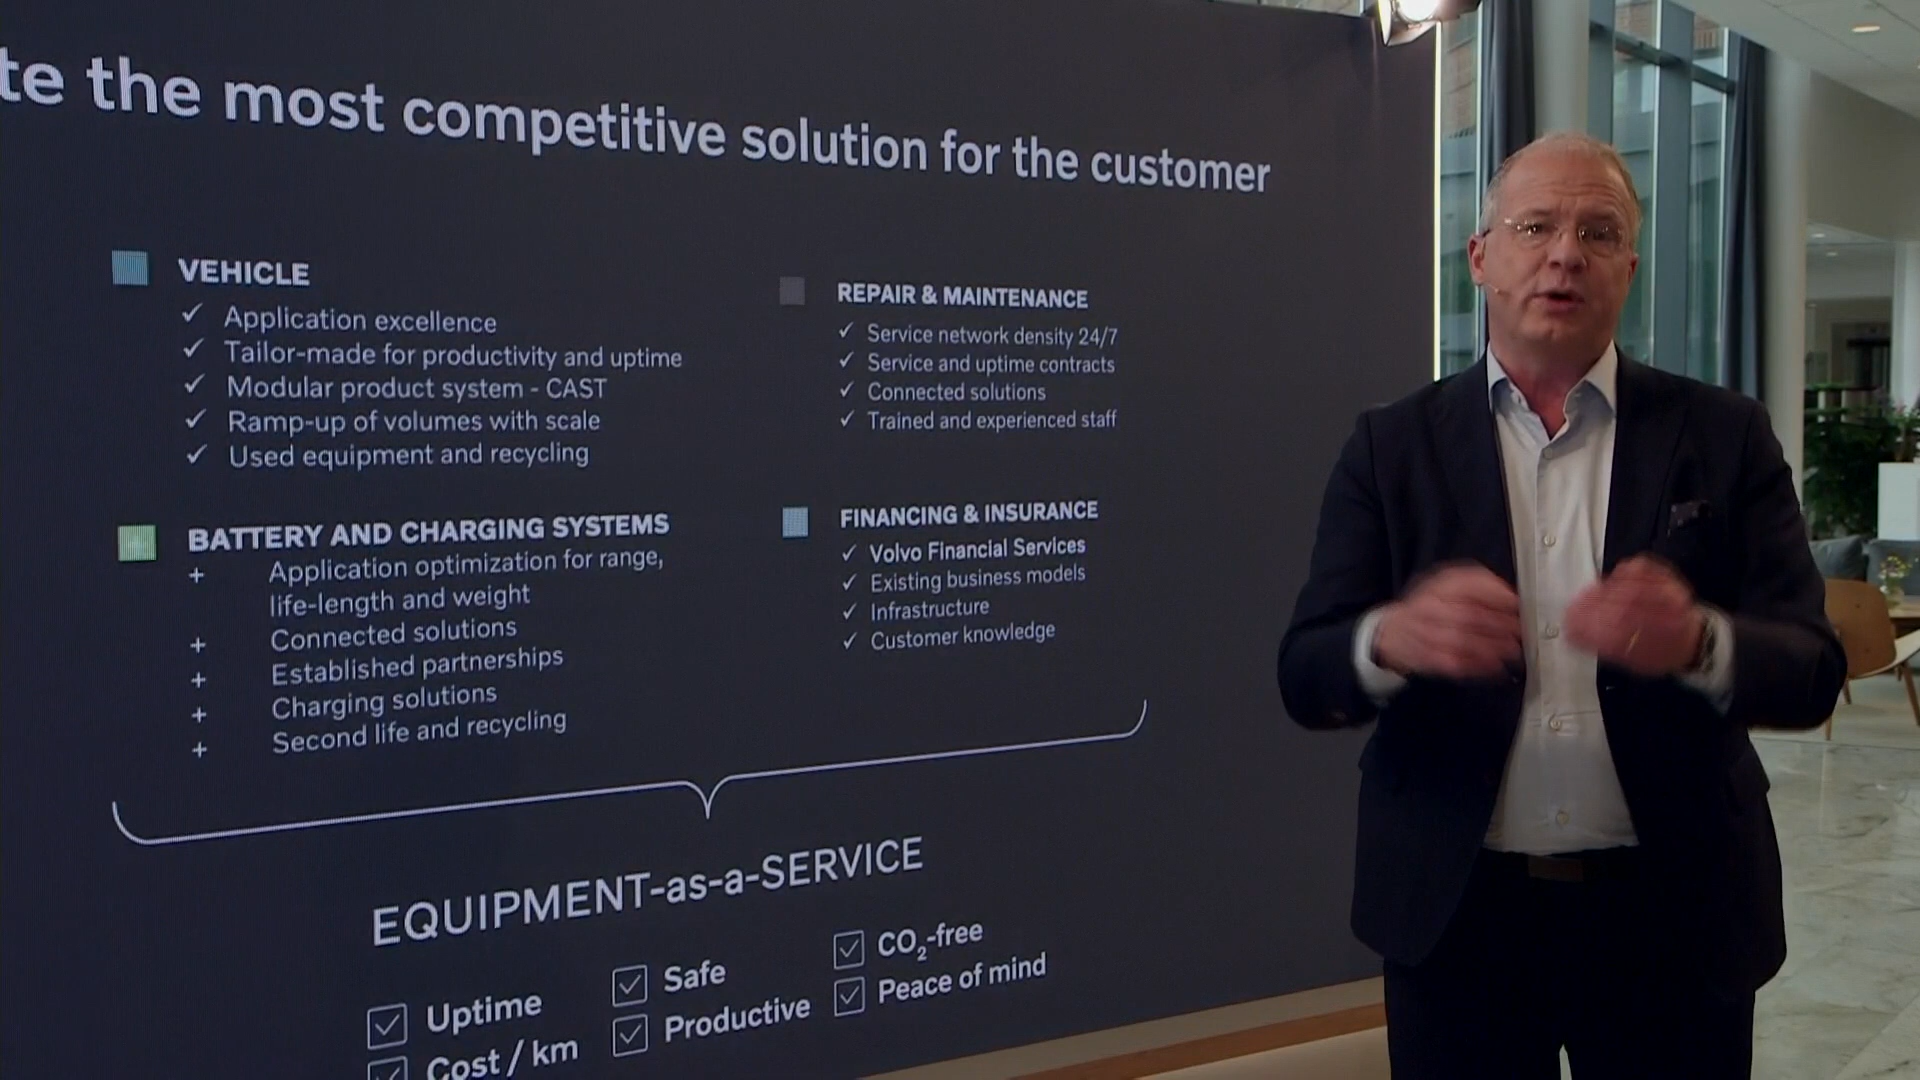 te the most competitive solution for the customer
VEHICLE
✓ Application excellence
✓ Tailor-made for productivity and uptime
✓ Modular product system - CAST
✓ Ramp-up of volumes with scale
✓ Used equipment and recycling
REPAIR & MAINTENANCE
✓ Service network density 24/7
✓ Service and uptime contracts
✓ Connected solutions
✓ Trained and experienced staff
BATTERY AND CHARGING SYSTEMS
+ Application optimization for range,
life-length and weight
+ Connected solutions
+ Established partnerships
+ Charging solutions
+ Second life and recycling
FINANCING & INSURANCE
✓ Volvo Financial Services
✓ Existing business models
✓ Infrastructure
✓ Customer knowledge
EQUIPMENT-as-a-SERVICE
Uptime
Cost / km
Safe
Productive
CO₂-free
Peace of mind